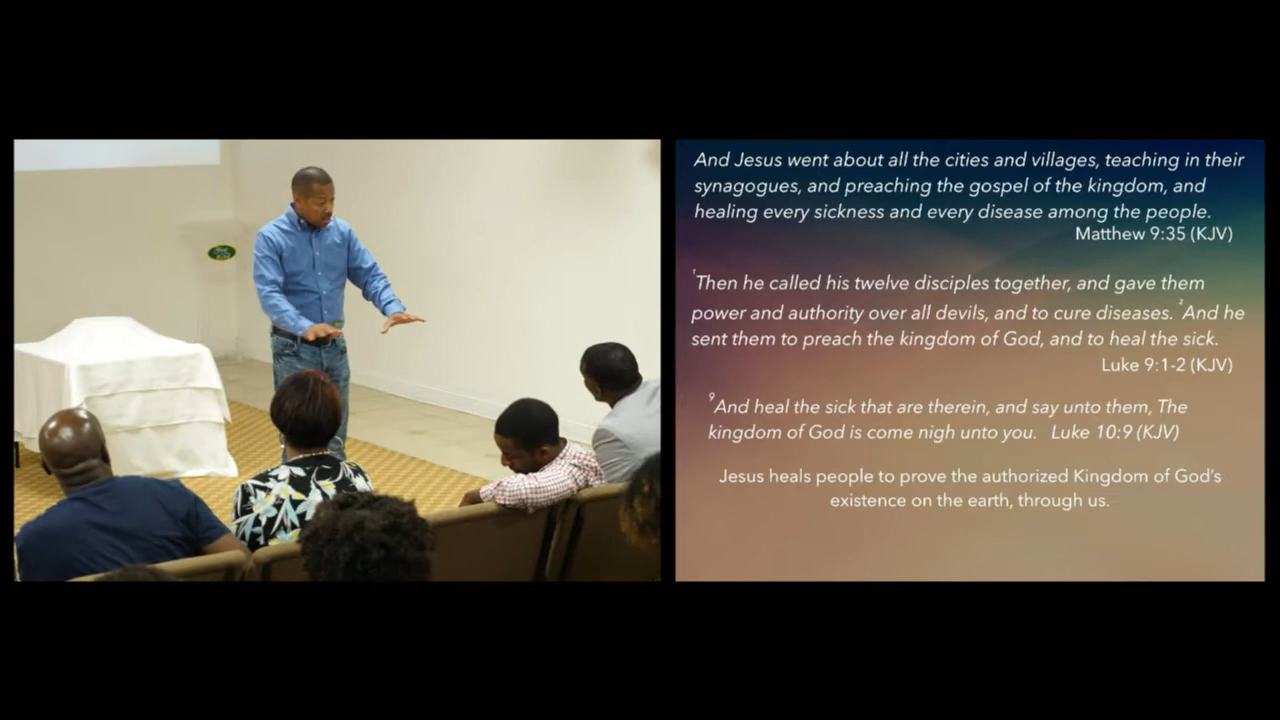 And Jesus went about all the cities and villages, teaching in their
synagogues, and preaching the gospel of the kingdom, and
healing every sickness and every disease among the people.
Matthew 9:35 (KJV)
¹Then he called his twelve disciples together, and gave them
power and authority over all devils, and to cure diseases. ²And he
sent them to preach the kingdom of God, and to heal the sick.
Luke 9:1-2 (KJV)
⁹And heal the sick that are therein, and say unto them, The
kingdom of God is come nigh unto you. Luke 10:9 (KJV)
Jesus heals people to prove the authorized Kingdom of God's
existence on the earth, through us.